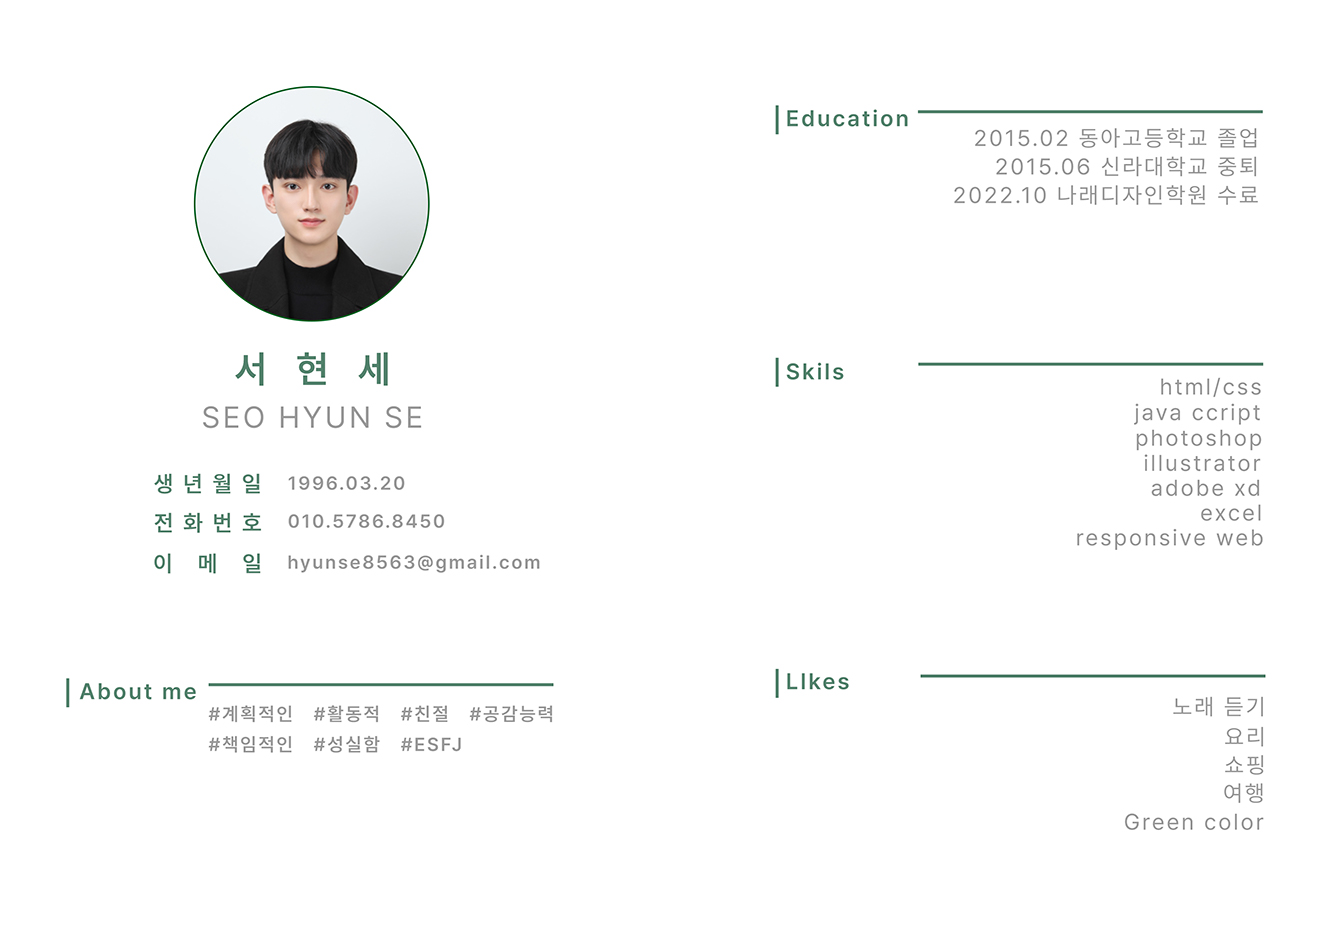 서 현 세
SEO HYUN SE
생년월일 1996.03.20
전화번호 010.5786.8450
이메일 hyunse8563@gmail.com
About me
#계획적인 #활동적 #친절 #공감능력
#책임적인 #성실함 #ESFJ
Education
2015.02 동아고등학교 졸업
2015.06 신라대학교 중퇴
2022.10 나래디자인학원 수료
Skils
html/css
java ccript
photoshop
illustrator
adobe xd
excel
responsive web
LIkes
노래 듣기
요리
쇼핑
여행
Green color